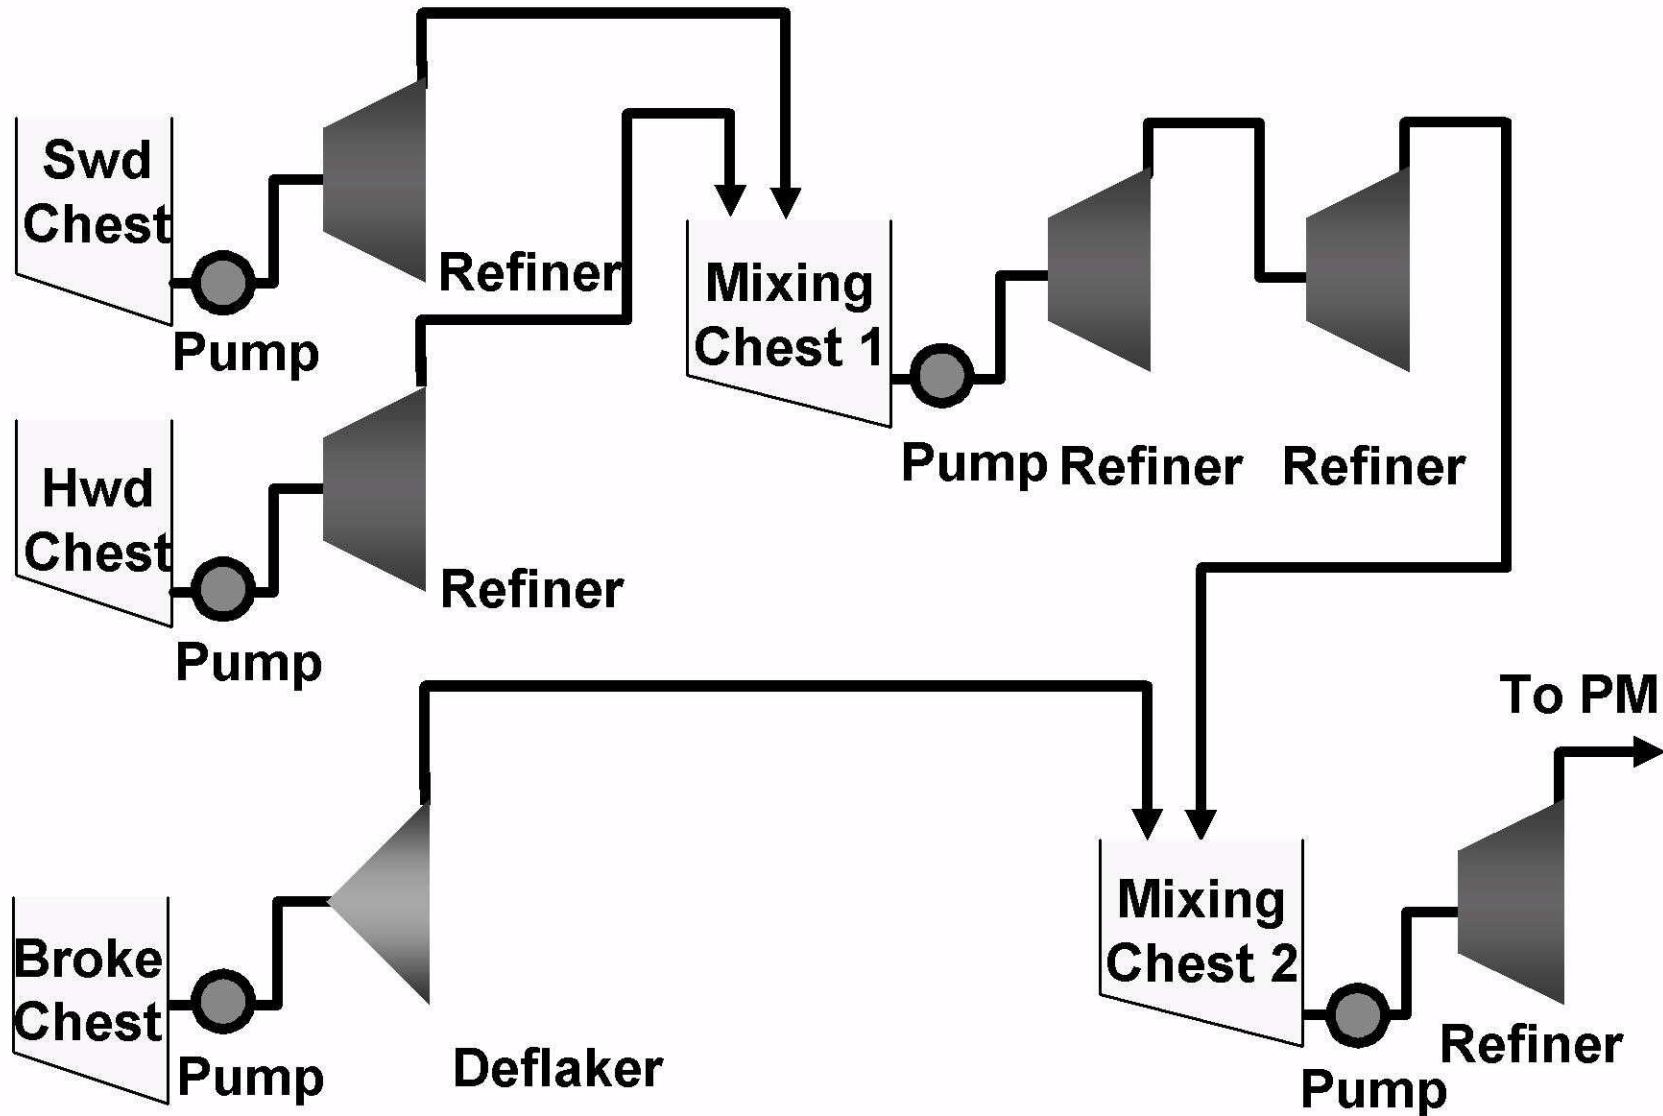 Swd
Chest
Pump
Refiner
Hwd
Chest
Pump
Refiner
Mixing
Chest 1
Pump
Refiner
Refiner
Broke
Chest
Pump
Deflaker
Mixing
Chest 2
Pump
Refiner
To PM